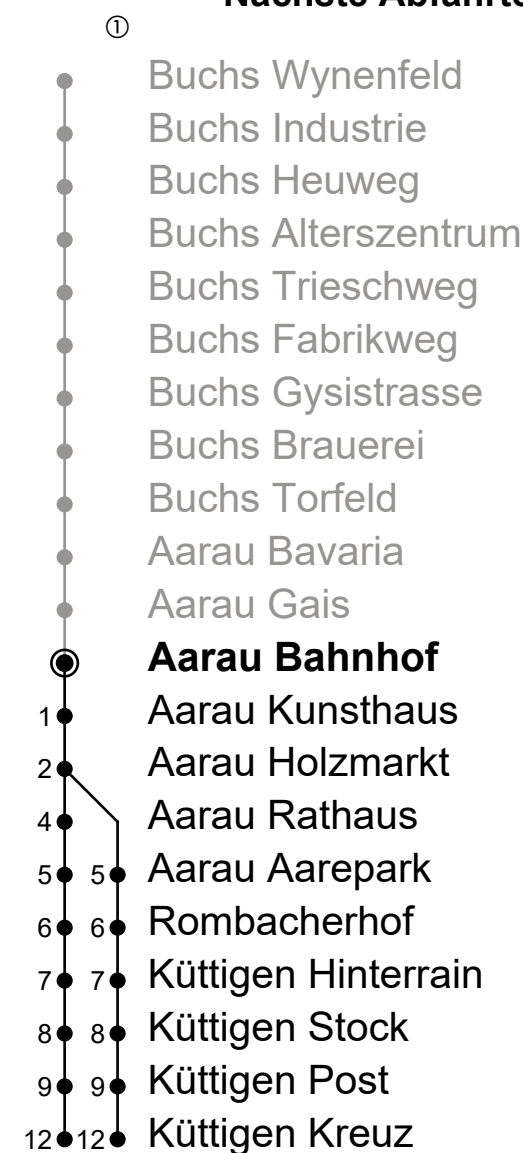 ①
Buchs Wynenfeld
Buchs Industrie
Buchs Heuweg
Buchs Alterszentrum
Buchs Trieschweg
Buchs Fabrikweg
Buchs Gysistrasse
Buchs Brauerei
Buchs Torfeld
Aarau Bavaria
Aarau Gais
Aarau Bahnhof
1 Aarau Kunsthaus
2 Aarau Holzmarkt
4 Aarau Rathaus
5 5 Aarau Aarepark
6 6 Rombacherhof
7 7 Küttigen Hinterrain
8 8 Küttigen Stock
9 9 Küttigen Post
12 12 Küttigen Kreuz